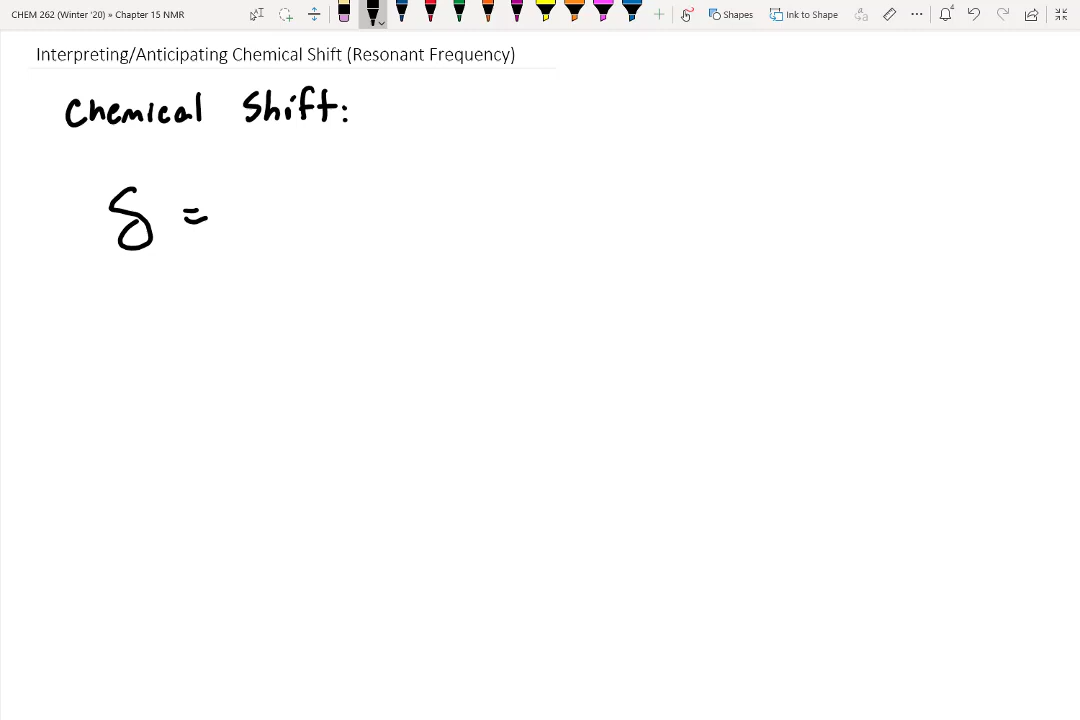 CHEM 262 (Winter '20) » Chapter 15 NMR
Shapes
Ink to Shape
4
Interpreting/Anticipating Chemical Shift (Resonant Frequency)
Chemical Shift:
δ =